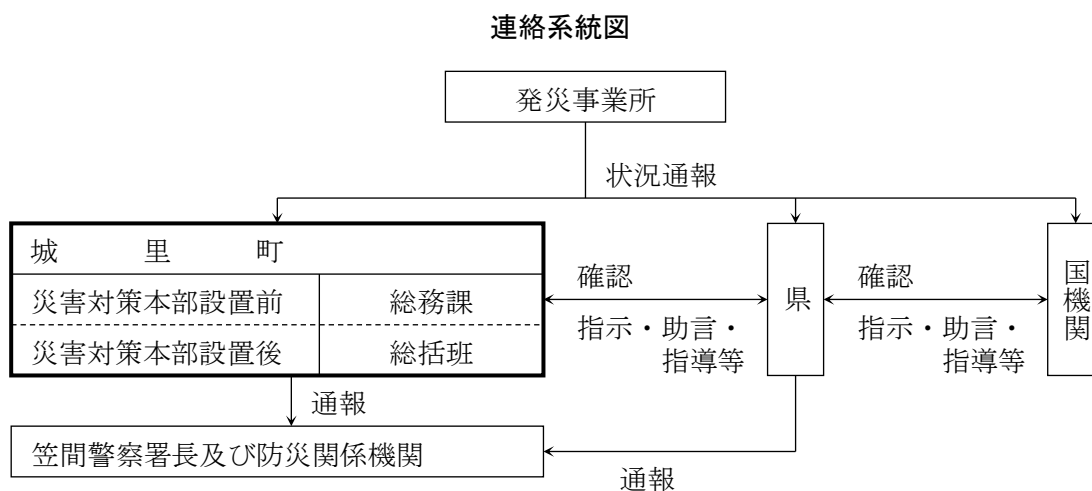 連絡系統図
発災事業所
状況通報
城里町
災害対策本部設置前 総務課
災害対策本部設置後 総括班
確認
指示・助言・
指導等
県
確認
指示・助言・
指導等
国機関
通報
笠間警察署長及び防災関係機関
通報